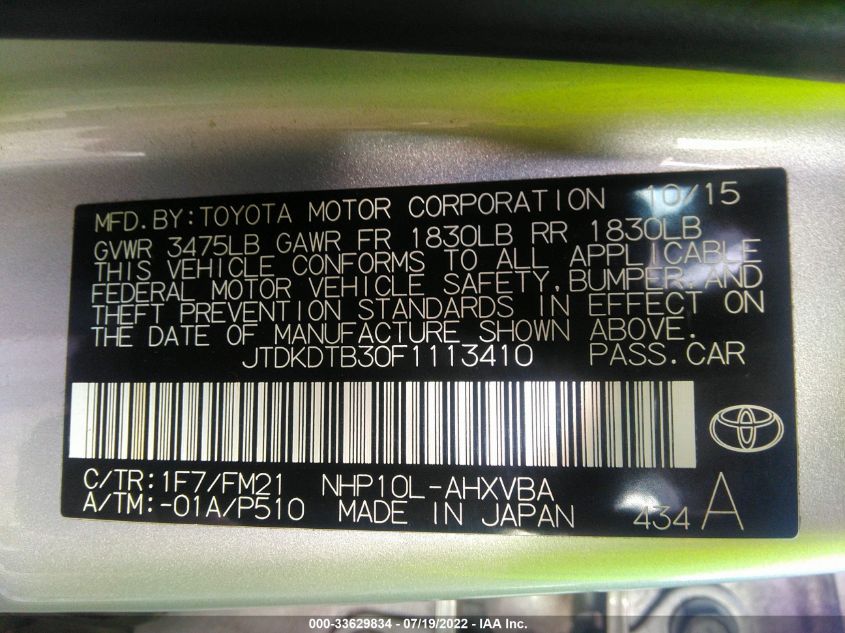 MFD.BY:TOYOTA MOTOR CORPORATION 10/15
GVWR 3475LB GAWR FR 1830LB RR 1830LB
THIS VEHICLE CONFORMS TO ALL APPLICABLE
FEDERAL MOTOR VEHICLE SAFETY,BUMPER,AND
THEFT PREVENTION STANDARDS IN EFFECT ON
THE DATE OF MANUFACTURE SHOWN ABOVE.
JTDKDTB30F1113410 PASS.CAR
C/TR:1F7/FM21 NHP10L-AHXVBA
A/TM:-01A/P510 MADE IN JAPAN 434 A
000-33629834 - 07/19/2022 - IAA Inc.